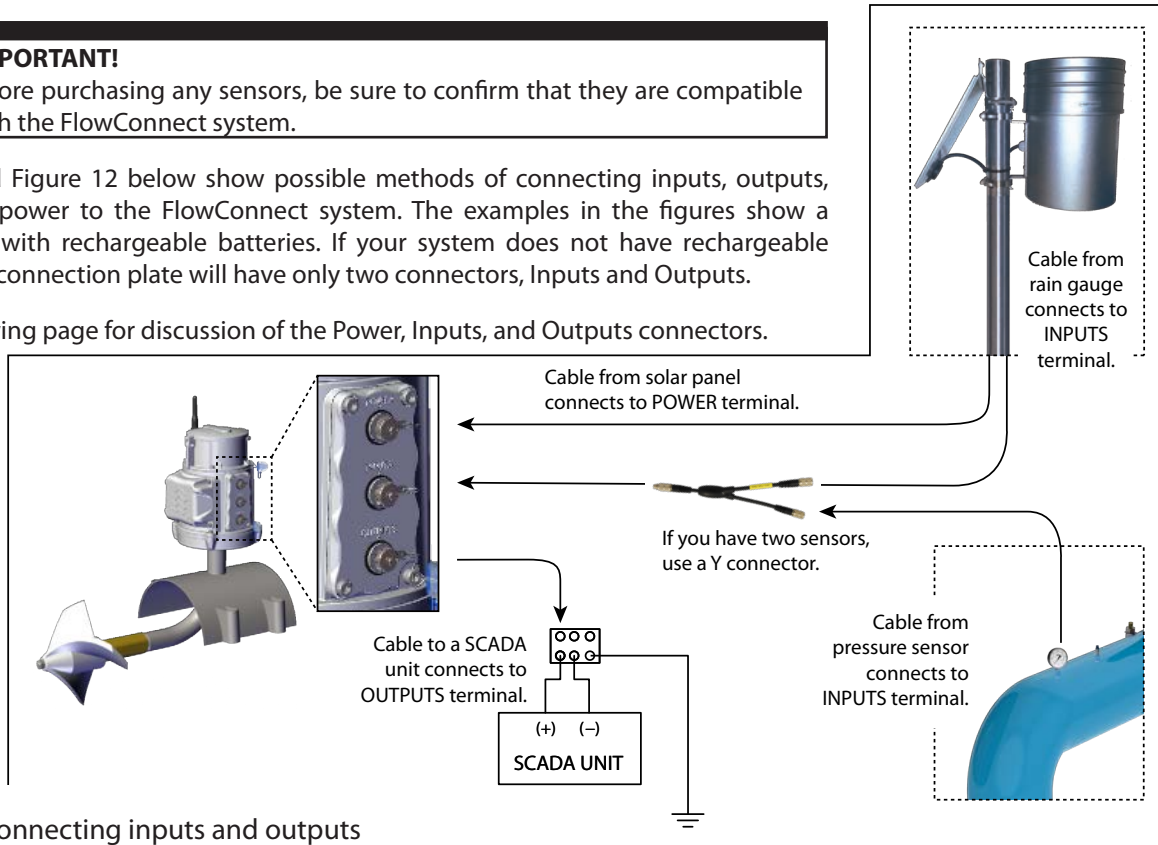 PORTANT!
ore purchasing any sensors, be sure to confirm that they are compatible
h the FlowConnect system.
Figure 12 below show possible methods of connecting inputs, outputs,
power to the FlowConnect system. The examples in the figures show a
with rechargeable batteries. If your system does not have rechargeable
connection plate will have only two connectors, Inputs and Outputs.
ing page for discussion of the Power, Inputs, and Outputs connectors.
Cable from
rain gauge
connects to
INPUTS
terminal.
Cable from solar panel
connects to POWER terminal.
POWER
INPUTS
OUTPUTS
If you have two sensors,
use a Y connector.
Cable to a SCADA
unit connects to
OUTPUTS terminal.
(+) (–)
SCADA UNIT
Cable from
pressure sensor
connects to
INPUTS terminal.
onnecting inputs and outputs